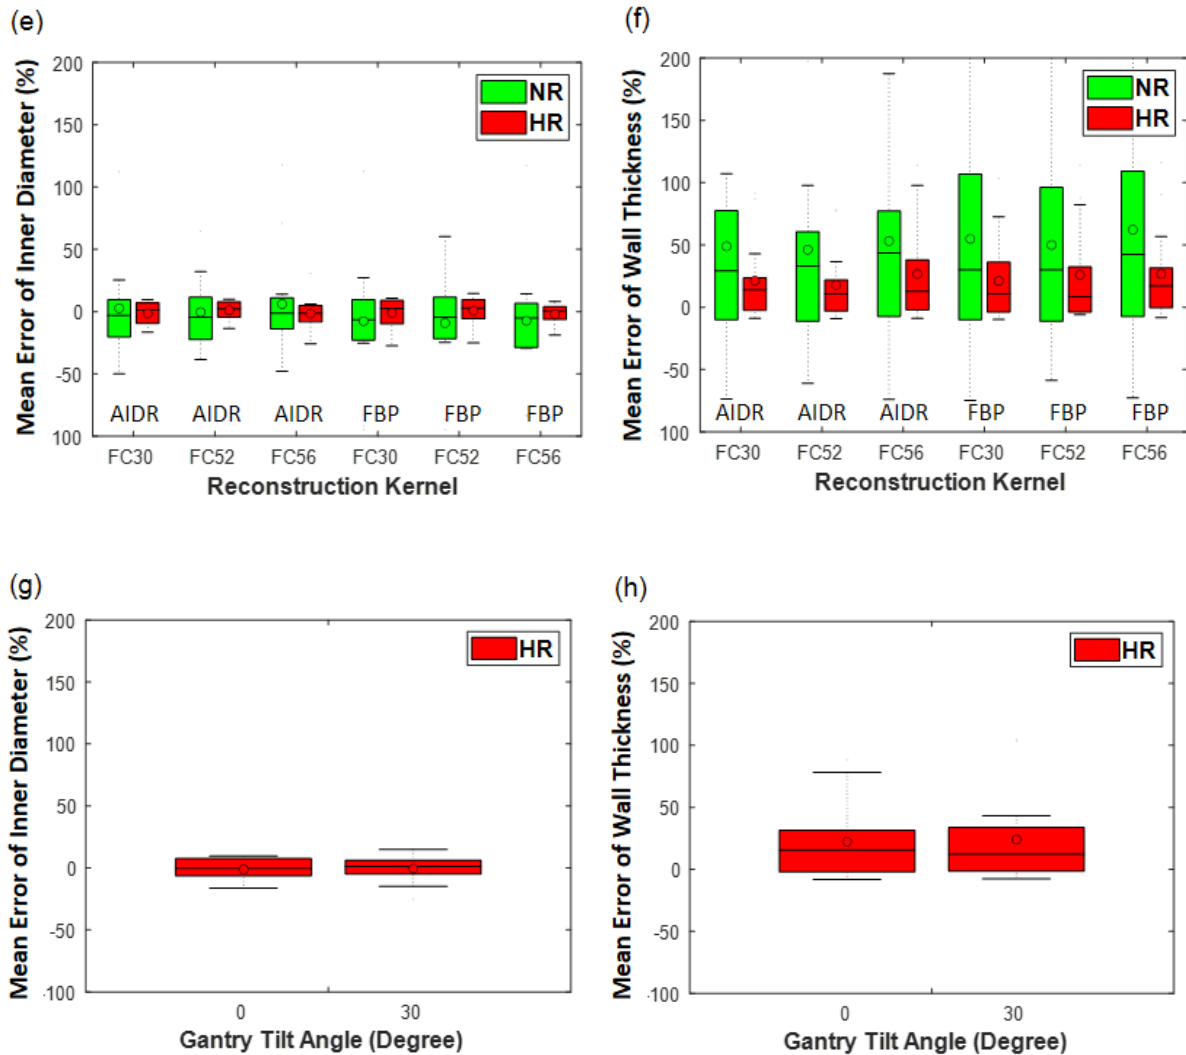 (e)
200
150
100
50
0
-50
100
Mean Error of Inner Diameter (%)
NR
HR
AIDR AIDR AIDR FBP FBP FBP
FC30 FC52 FC56 FC30 FC52 FC56
Reconstruction Kernel
(f)
200
150
100
50
0
-50
100
Mean Error of Wall Thickness (%)
NR
HR
AIDR AIDR AIDR FBP FBP FBP
FC30 FC52 FC56 FC30 FC52 FC56
Reconstruction Kernel
(g)
200
150
100
50
0
-50
-100
Mean Error of Inner Diameter (%)
HR
0 30
Gantry Tilt Angle (Degree)
(h)
200
150
100
50
0
-50
-100
Mean Error of Wall Thickness (%)
HR
0 30
Gantry Tilt Angle (Degree)